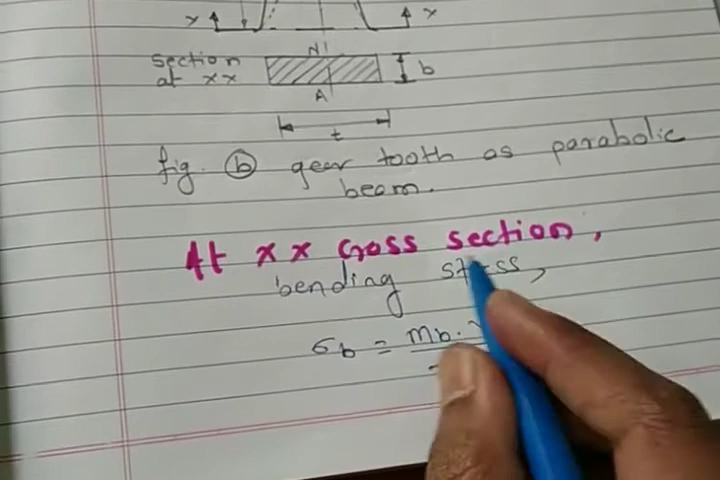 x x
section N
at xx b
A
t
fig. b gear tooth as parabolic
beam.
At xx cross section,
bending stress,
σb = Mb.